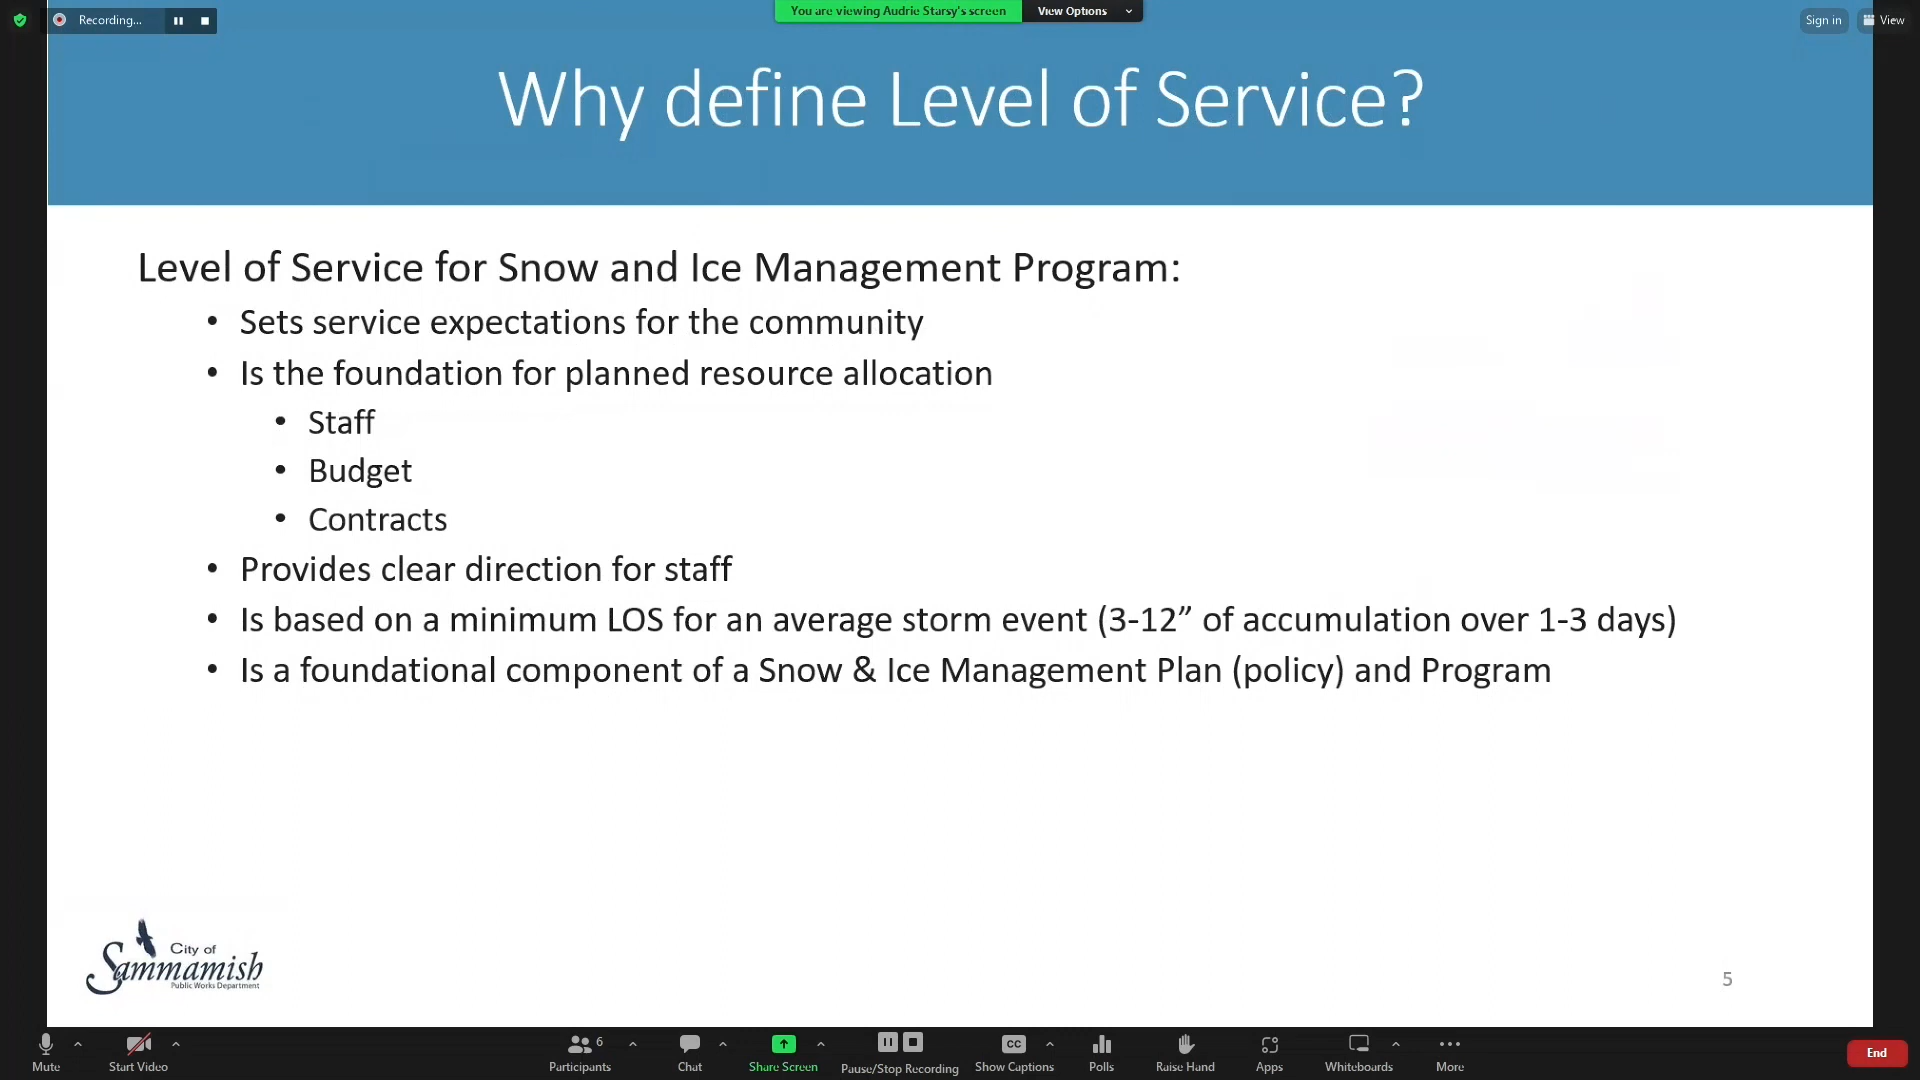 Recording...
You are viewing Audrie Starsy's screen
View Options
Sign in
View
Why define Level of Service?
Level of Service for Snow and Ice Management Program:
• Sets service expectations for the community
• Is the foundation for planned resource allocation
• Staff
• Budget
• Contracts
• Provides clear direction for staff
• Is based on a minimum LOS for an average storm event (3-12” of accumulation over 1-3 days)
• Is a foundational component of a Snow & Ice Management Plan (policy) and Program
City of
Sammamish
Public Works Department
5
Mute
Start Video
6
Participants
Chat
Share Screen
Pause/Stop Recording
CC
Show Captions
Polls
Raise Hand
Apps
Whiteboards
More
End